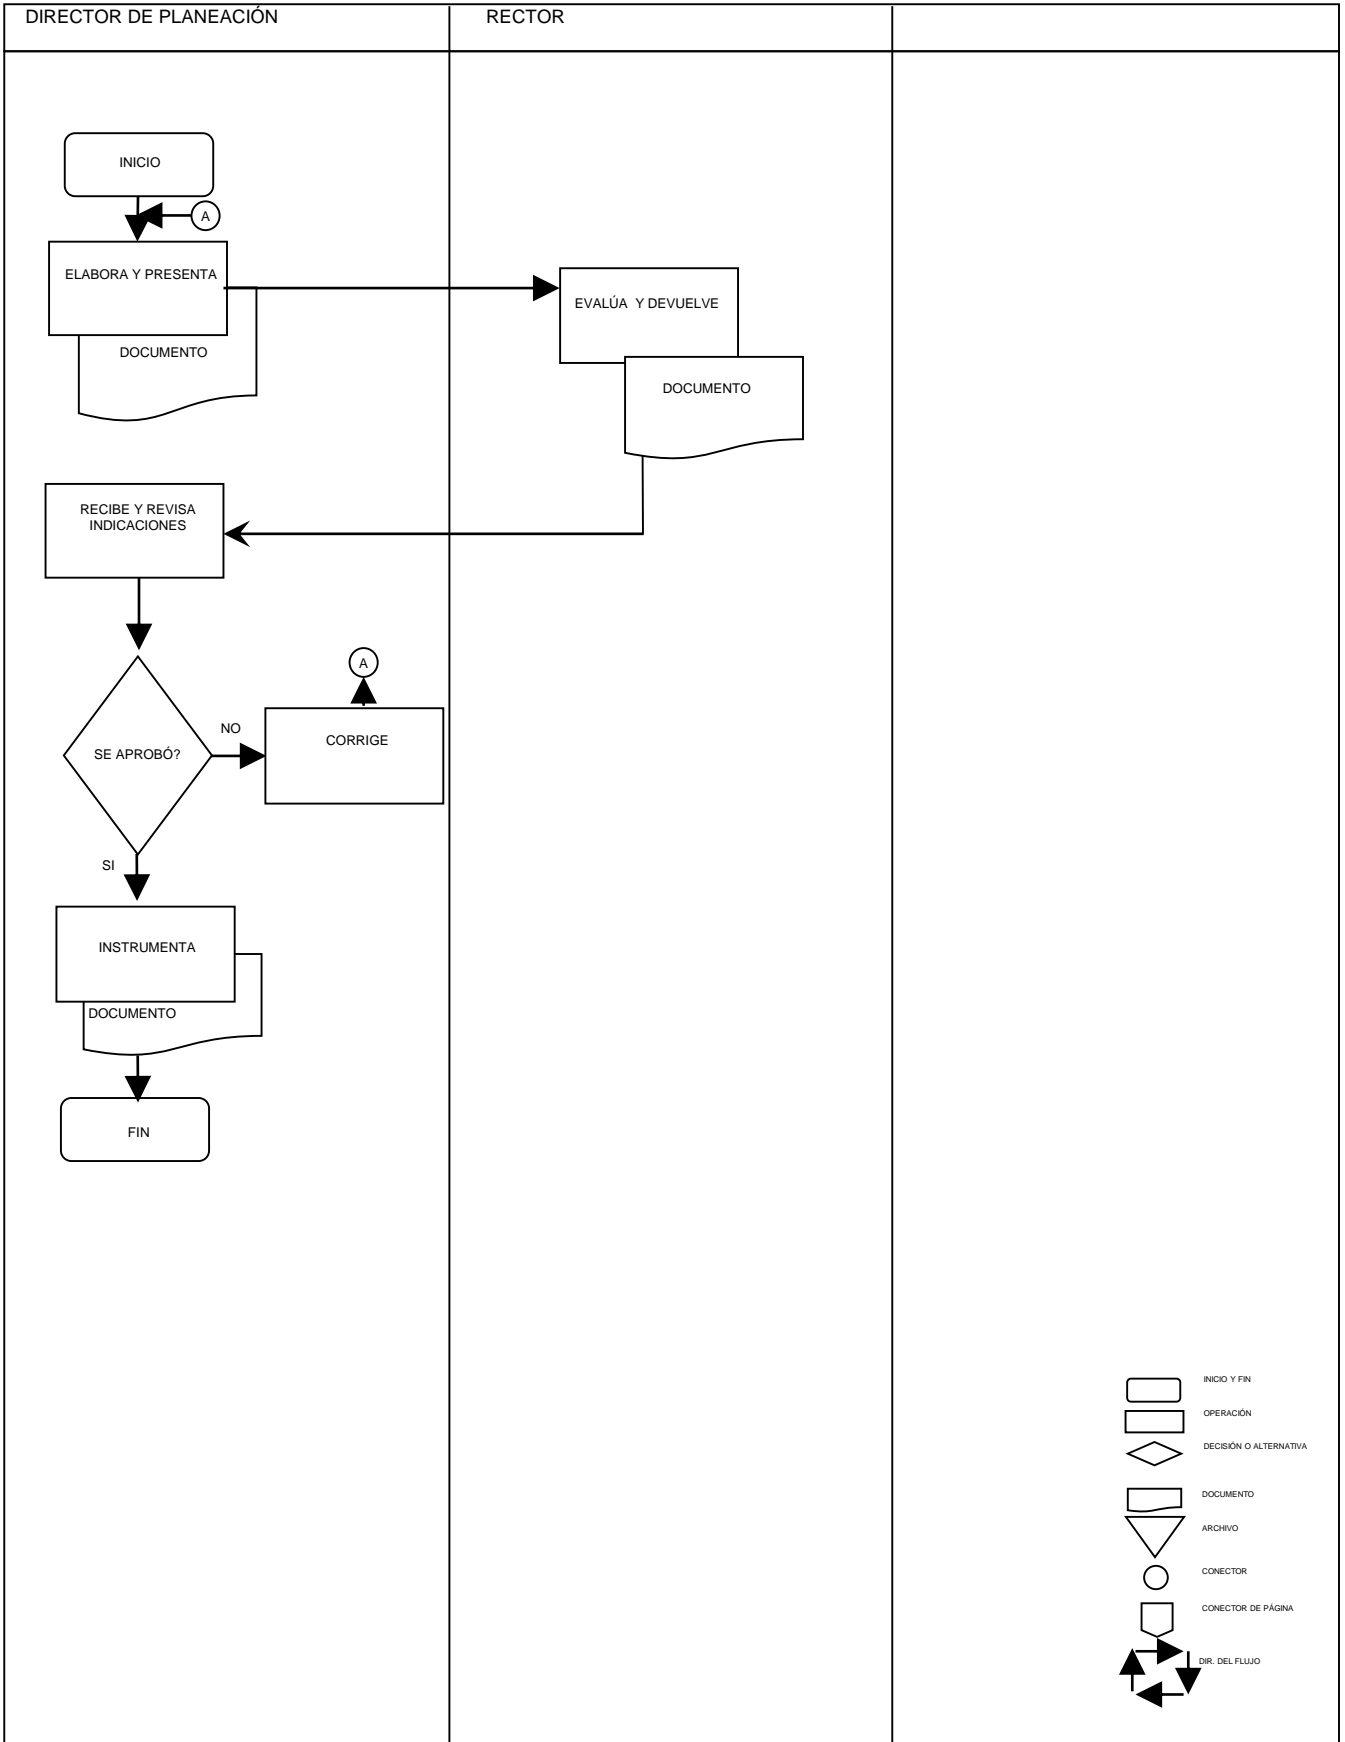 DIRECTOR DE PLANEACIÓN
RECTOR
INICIO
A
ELABORA Y PRESENTA
DOCUMENTO
EVALÚA Y DEVUELVE
DOCUMENTO
RECIBE Y REVISA
INDICACIONES
A
SE APROBÓ?
NO
CORRIGE
SI
INSTRUMENTA
DOCUMENTO
FIN
INICIO Y FIN
OPERACIÓN
DECISIÓN O ALTERNATIVA
DOCUMENTO
ARCHIVO
CONECTOR
CONECTOR DE PÁGINA
DIR. DEL FLUJO